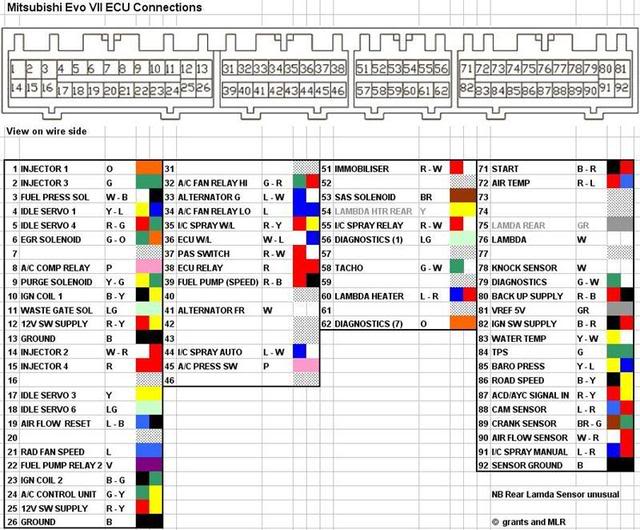 Mitsubishi Evo VII ECU Connections
1 2 3 4 5 6 7 8 9 10 11 12 13
14 15 16 17 18 19 20 21 22 23 24 25 26
31 32 33 34 35 36 37 38
39 40 41 42 43 44 45 46
51 52 53 54 55 56
57 58 59 60 61 62
71 72 73 74 75 76 77 78 79 80 81
82 83 84 85 86 87 88 89 90 91 92
View on wire side
1 INJECTOR 1 O
2 INJECTOR 3 G
3 FUEL PRESS SOL W - B
4 IDLE SERVO 1 Y - L
5 IDLE SERVO 4 R - G
6 EGR SOLENOID G - O
7
8 A/C COMP RELAY P
9 PURGE SOLENOID Y - G
10 IGN COIL 1 B - Y
11 WASTE GATE SOL LG
12 12V SW SUPPLY R - Y
13 GROUND B
14 INJECTOR 2 W - R
15 INJECTOR 4 R
16
17 IDLE SERVO 3 Y
18 IDLE SERVO 6 LG
19 AIR FLOW RESET L - B
20
21 RAD FAN SPEED L
22 FUEL PUMP RELAY 2 V
23 IGN COIL 2 B - G
24 A/C CONTROL UNIT G - Y
25 12V SW SUPPLY R - Y
26 GROUND B
31
32 A/C FAN RELAY HI G - R
33 ALTERNATOR G L - W
34 A/C FAN RELAY LO L
35 I/C SPRAY W/L R - Y
36 ECU W/L W - L
37 PAS SWITCH R - W
38 ECU RELAY R
39 FUEL PUMP (SPEED) R - B
40
41 ALTERNATOR FR W
42
43
44 I/C SPRAY AUTO L - W
45 A/C PRESS SW P
46
51 IMMOBILISER R - W
52
53 SAS SOLENOID BR
54 LAMBDA HTR REAR Y
55 I/C SPRAY RELAY R - W
56 DIAGNOSTICS (1) LG
57
58 TACHO G - W
59
60 LAMBDA HEATER L - R
61
62 DIAGNOSTICS (7) O
71 START B - R
72 AIR TEMP R - L
73
74
75 LAMDA REAR GR
76 LAMBDA W
77
78 KNOCK SENSOR W
79 DIAGNOSTICS G - W
80 BACK UP SUPPLY R - B
81 VREF 5V GR
82 IGN SW SUPPLY B - R
83 WATER TEMP Y - W
84 TPS G
85 BARO PRESS Y - L
86 ROAD SPEED B - Y
87 ACD/AYC SIGNAL IN R - Y
88 CAM SENSOR L - R
89 CRANK SENSOR BR - G
90 AIR FLOW SENSOR W - R
91 I/C SPRAY MANUAL L - R
92 SENSOR GROUND B
NB Rear Lamda Sensor unusual
© grants and MLR